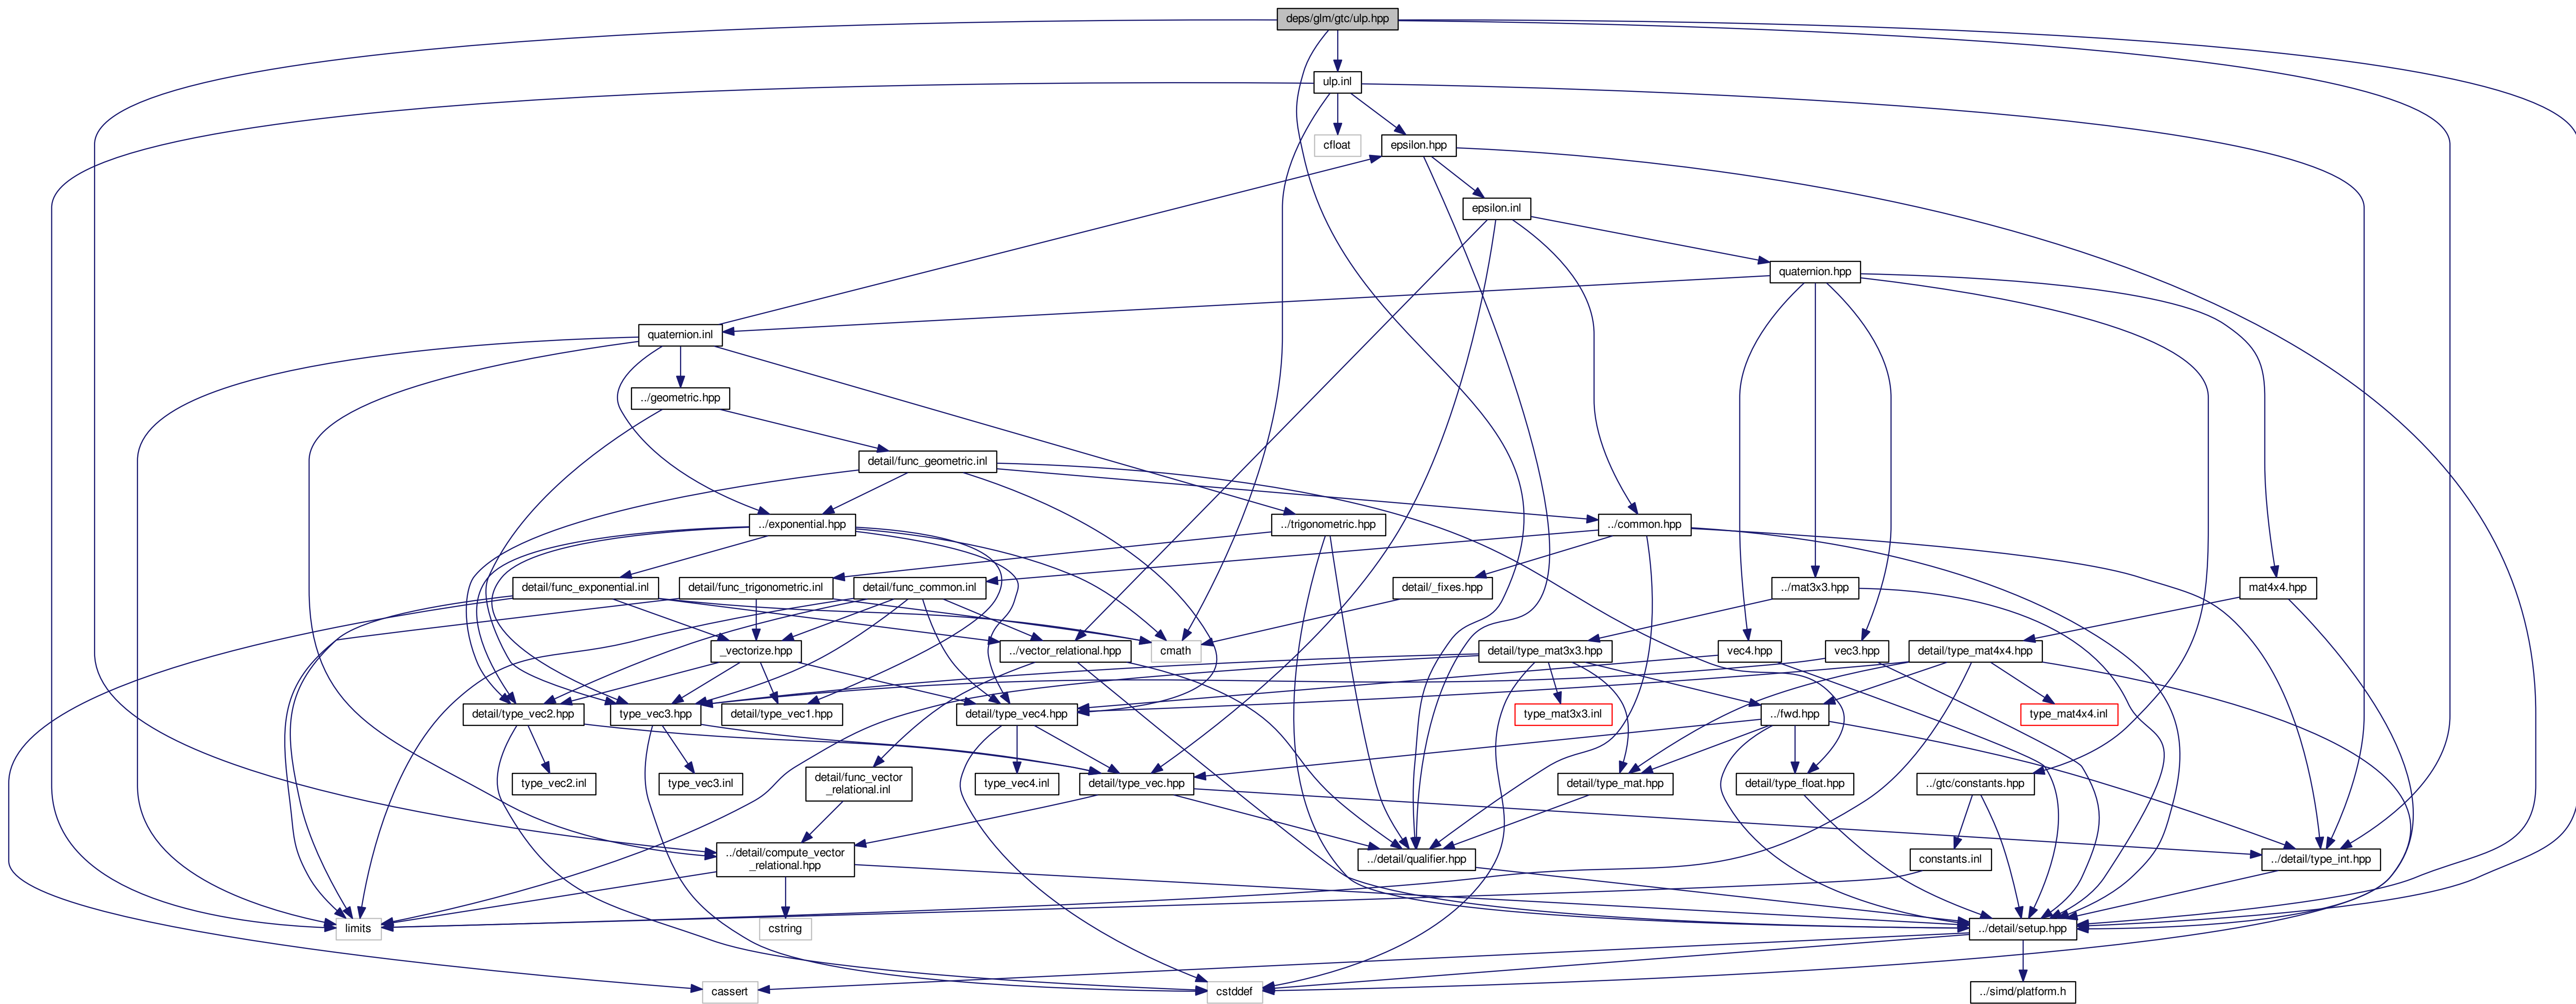 deps/glm/gtc/ulp.hpp
ulp.inl
cfloat
epsilon.hpp
epsilon.inl
quaternion.hpp
quaternion.inl
../geometric.hpp
detail/func_geometric.inl
../exponential.hpp
../trigonometric.hpp
../common.hpp
detail/func_exponential.inl
detail/func_trigonometric.inl
detail/func_common.inl
detail/_fixes.hpp
../mat3x3.hpp
mat4x4.hpp
_vectorize.hpp
../vector_relational.hpp
cmath
detail/type_mat3x3.hpp
vec4.hpp
vec3.hpp
detail/type_mat4x4.hpp
detail/type_vec2.hpp
type_vec3.hpp
detail/type_vec1.hpp
detail/type_vec4.hpp
type_mat3x3.inl
../fwd.hpp
type_mat4x4.inl
type_vec2.inl
type_vec3.inl
detail/func_vector
_relational.inl
type_vec4.inl
detail/type_vec.hpp
detail/type_mat.hpp
detail/type_float.hpp
../gtc/constants.hpp
../detail/compute_vector
_relational.hpp
../detail/qualifier.hpp
constants.inl
../detail/type_int.hpp
limits
cstring
../detail/setup.hpp
cassert
cstddef
../simd/platform.h